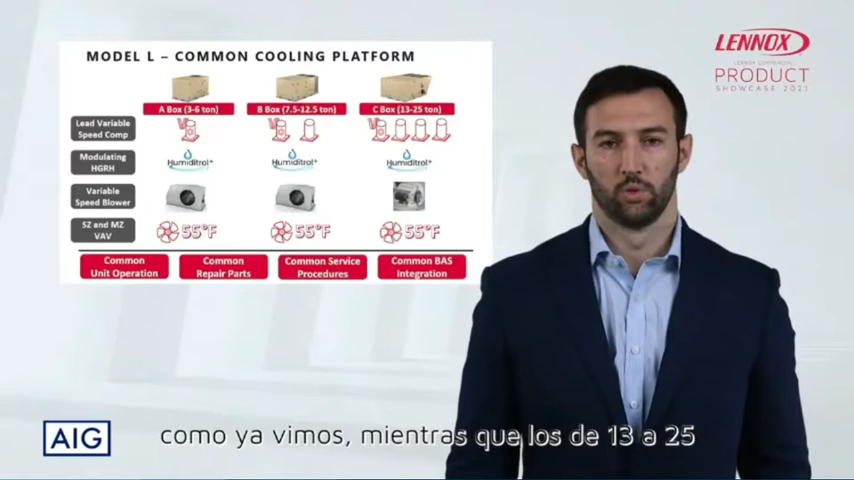 MODEL L – COMMON COOLING PLATFORM
LENNOX
LENNOX COMMERCIAL
PRODUCT
SHOWCASE 2021
A Box (3-6 ton)
B Box (7.5-12.5 ton)
C Box (13-25 ton)
Lead Variable
Speed Comp
V
V
V
Modulating
HGRH
Humiditrol+
Humiditrol+
Humiditrol+
Variable
Speed Blower
SZ and MZ
VAV
55°F
55°F
55°F
Common
Unit Operation
Common
Repair Parts
Common Service
Procedures
Common BAS
Integration
AIG
como ya vimos, mientras que los de 13 a 25